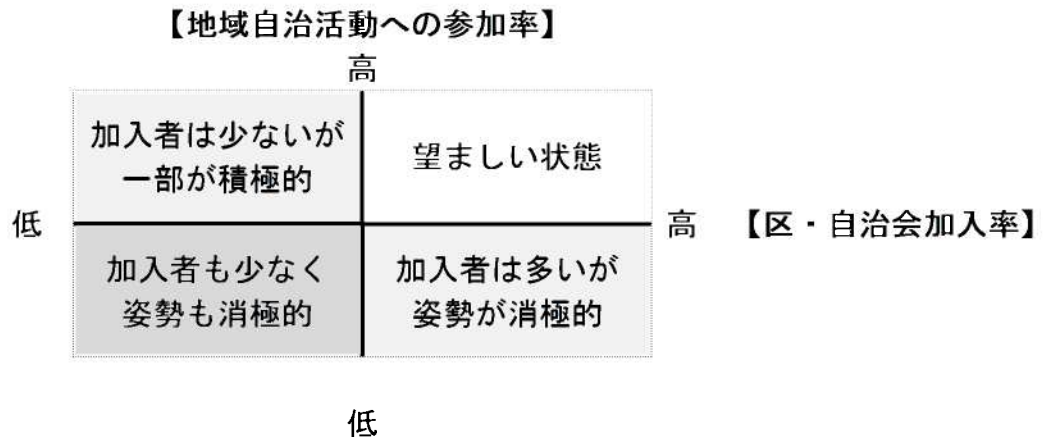 【地域自治活動への参加率】
高
加入者は少ないが
一部が積極的
望ましい状態
低
高
【区・自治会加入率】
加入者も少なく
姿勢も消極的
加入者は多いが
姿勢が消極的
低